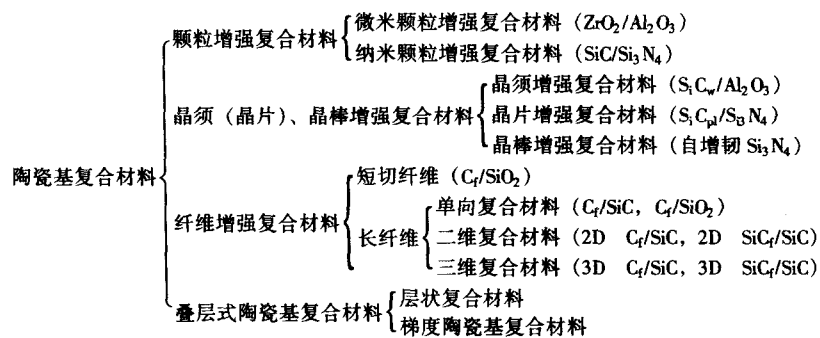 颗粒增强复合材料
微米颗粒增强复合材料（ZrO₂/Al₂O₃）
纳米颗粒增强复合材料（SiC/Si₃N₄）
晶须（晶片）、晶棒增强复合材料
晶须增强复合材料（SiCw/Al₂O₃）
晶片增强复合材料（SiCpl/Si3N₄）
晶棒增强复合材料（自增韧Si₃N₄）
陶瓷基复合材料
纤维增强复合材料
短切纤维（Cf/SiO₂）
长纤维
单向复合材料（Cf/SiC，Cf/SiO₂）
二维复合材料（2D Cf/SiC，2D SiCf/SiC）
三维复合材料（3D Cf/SiC，3D SiCf/SiC）
叠层式陶瓷基复合材料
层状复合材料
梯度陶瓷基复合材料